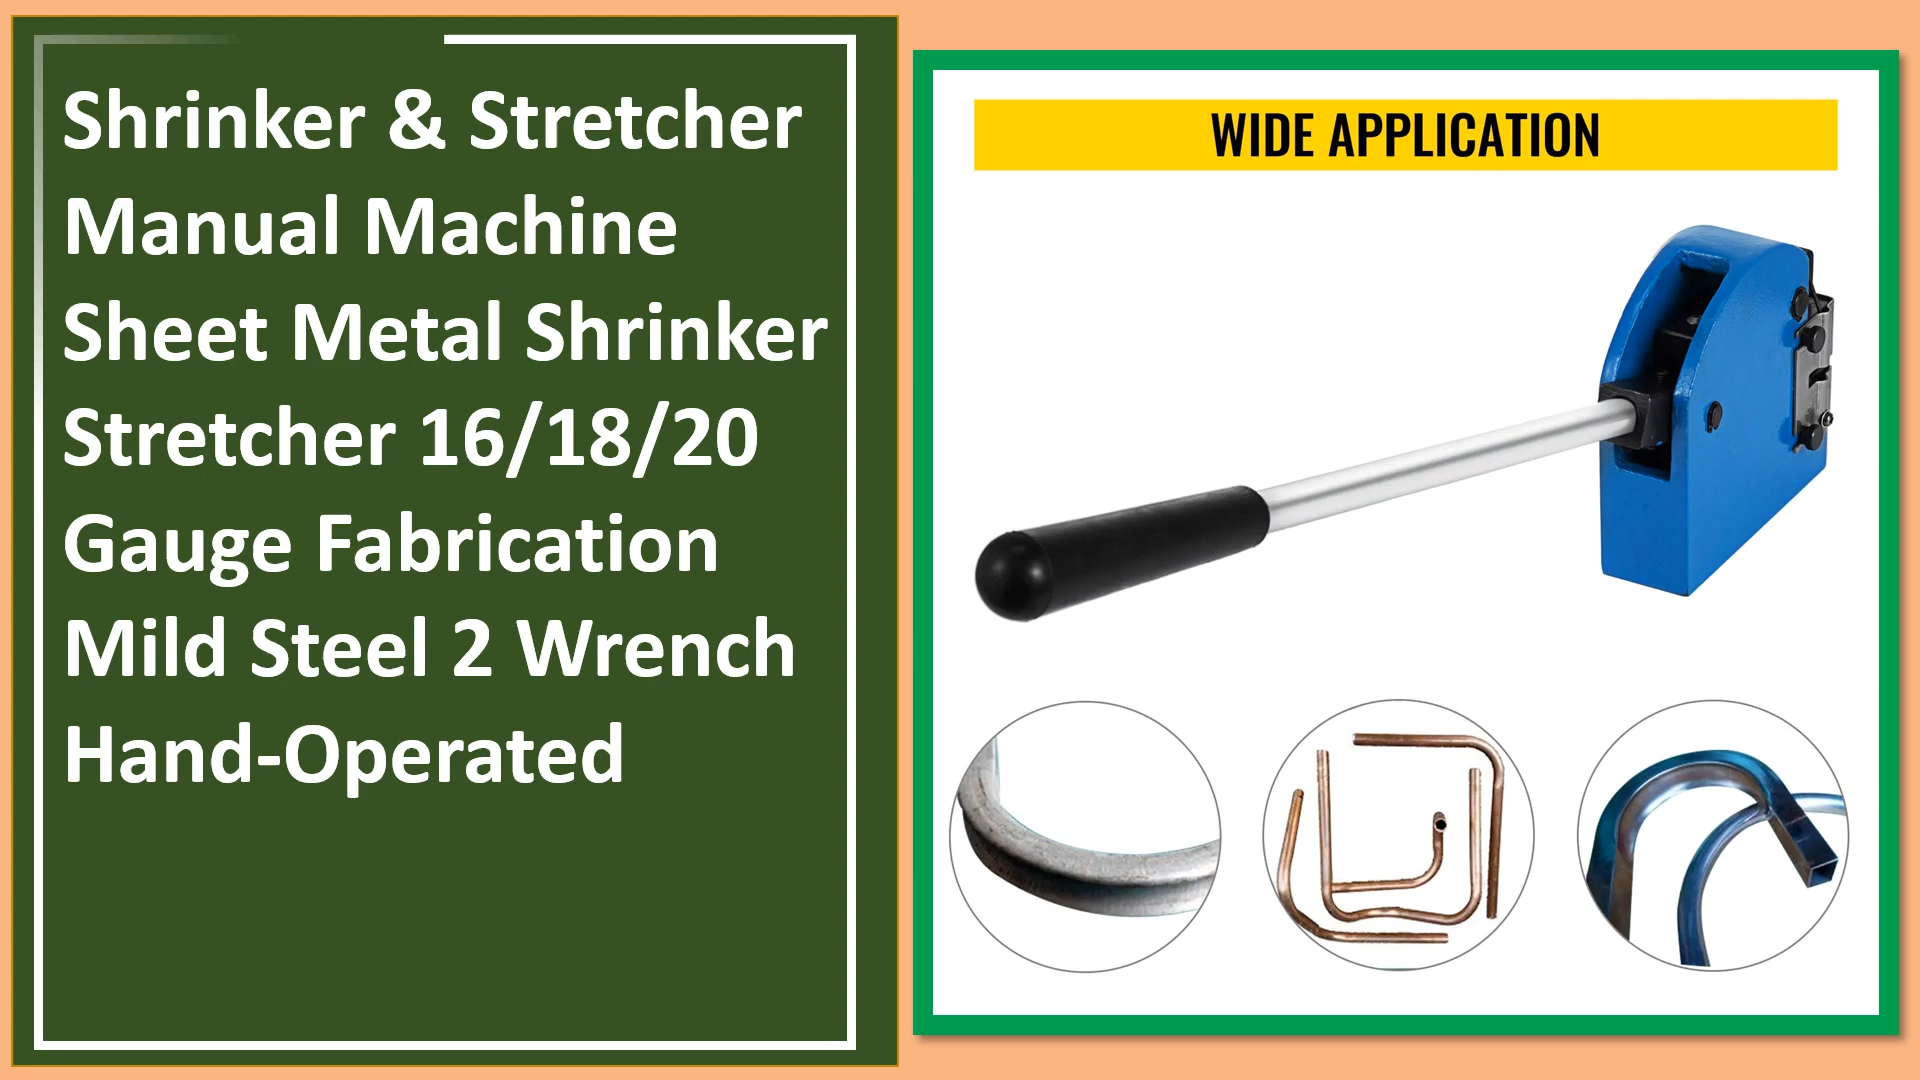 Shrinker & Stretcher
Manual Machine
Sheet Metal Shrinker
Stretcher 16/18/20
Gauge Fabrication
Mild Steel 2 Wrench
Hand-Operated
WIDE APPLICATION